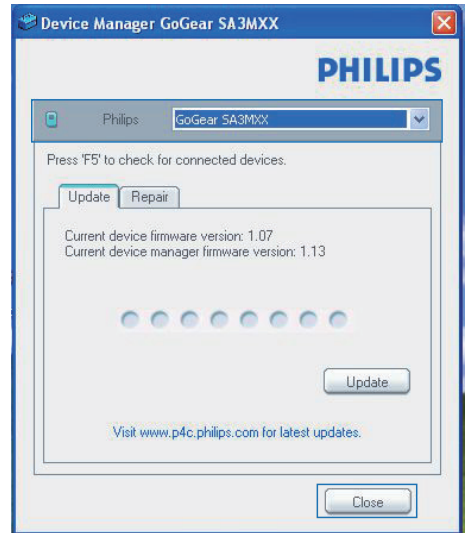 Device Manager GoGear SA3MXX
PHILIPS
Philips GoGear SA3MXX
Press 'F5' to check for connected devices.
Update Repair
Current device firmware version: 1.07
Current device manager firmware version: 1.13
Update
Visit www.p4c.philips.com for latest updates.
Close